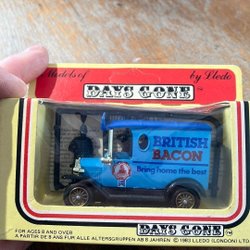 Models of
DAYS GONE
by Lledo
BRITISH
BACON
Bring home the best
FOR AGES 8 AND OVER
A PARTIR DE 8 ANS FUR ALLE ALTERSGRUPPEN AB 8 JAHREN
DAYS GONE
© 1983 LLEDO (LONDON) LTD